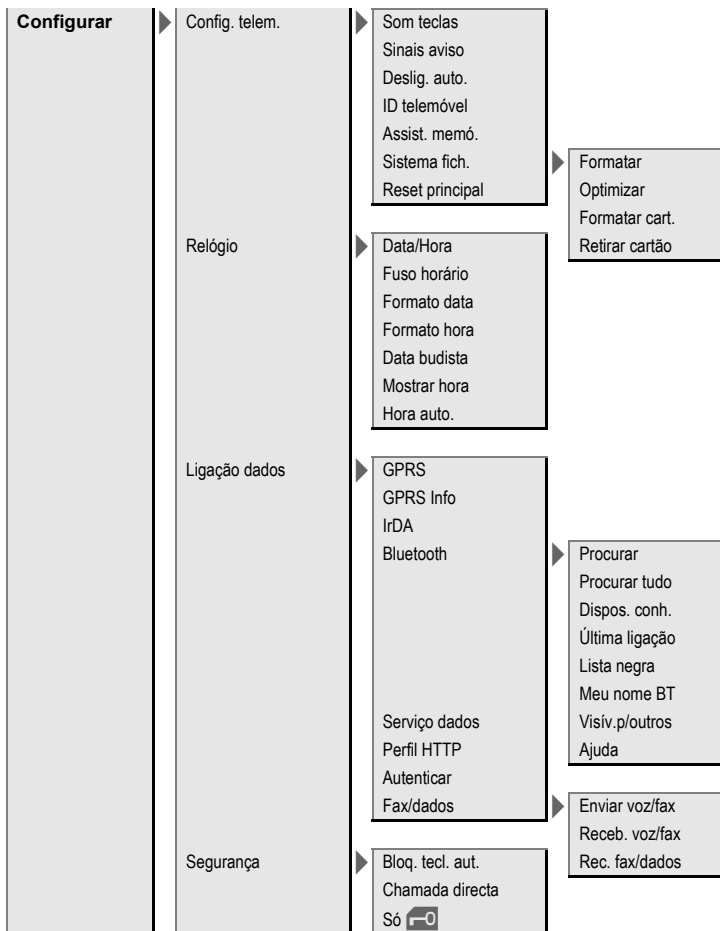 Configurar
Config. telem.
Som teclas
Sinais aviso
Deslig. auto.
ID telemóvel
Assist. memó.
Sistema fich.
Formatar
Reset principal
Optimizar
Formatar cart.
Relógio
Data/Hora
Retirar cartão
Fuso horário
Formato data
Formato hora
Data budista
Mostrar hora
Hora auto.
Ligação dados
GPRS
GPRS Info
IrDA
Bluetooth
Procurar
Procurar tudo
Dispos. conh.
Última ligação
Lista negra
Meu nome BT
Serviço dados
Visív.p/outros
Perfil HTTP
Ajuda
Autenticar
Fax/dados
Enviar voz/fax
Receb. voz/fax
Segurança
Bloq. tecl. aut.
Rec. fax/dados
Chamada directa
Só